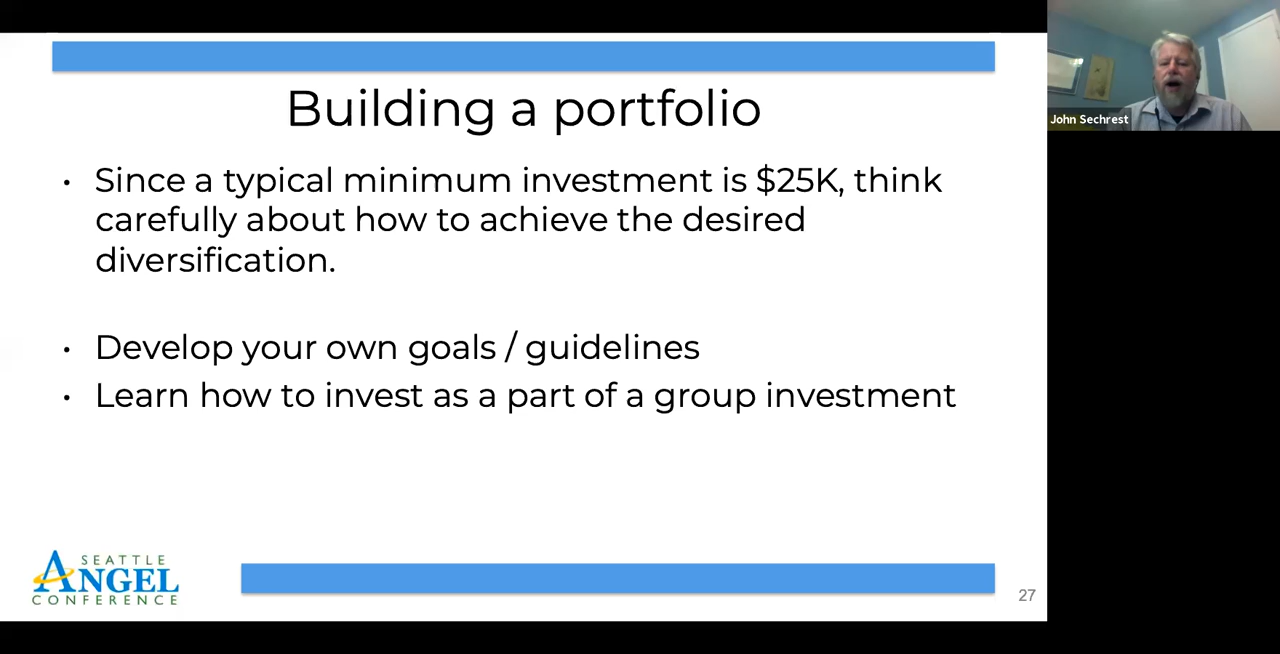 Building a portfolio
• Since a typical minimum investment is $25K, think
carefully about how to achieve the desired
diversification.
• Develop your own goals / guidelines
• Learn how to invest as a part of a group investment
SEATTLE
ANGEL
CONFERENCE
27
John Sechrest